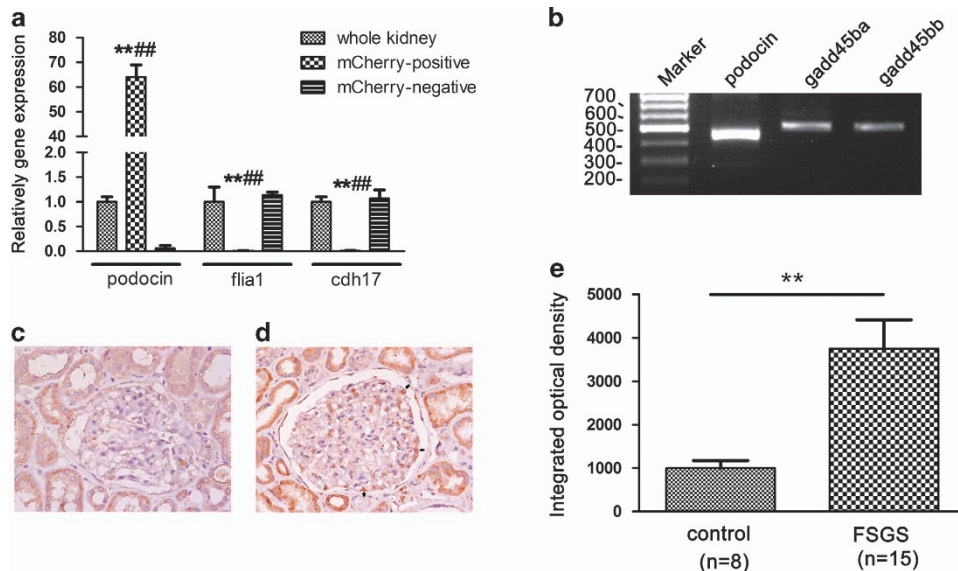 a
Relatively gene expression
80
70
60
50
40
2.0
1.5
1.0
0.5
0.0
**##
**##
**##
whole kidney
mCherry-positive
mCherry-negative
podocin
flia1
cdh17
b
Marker
podocin
gadd45ba
gadd45bb
700
600-
500-
400-
300-
200-
c
d
e
Integrated optical density
5000
4000
3000
2000
1000
0
**
control
(n=8)
FSGS
(n=15)